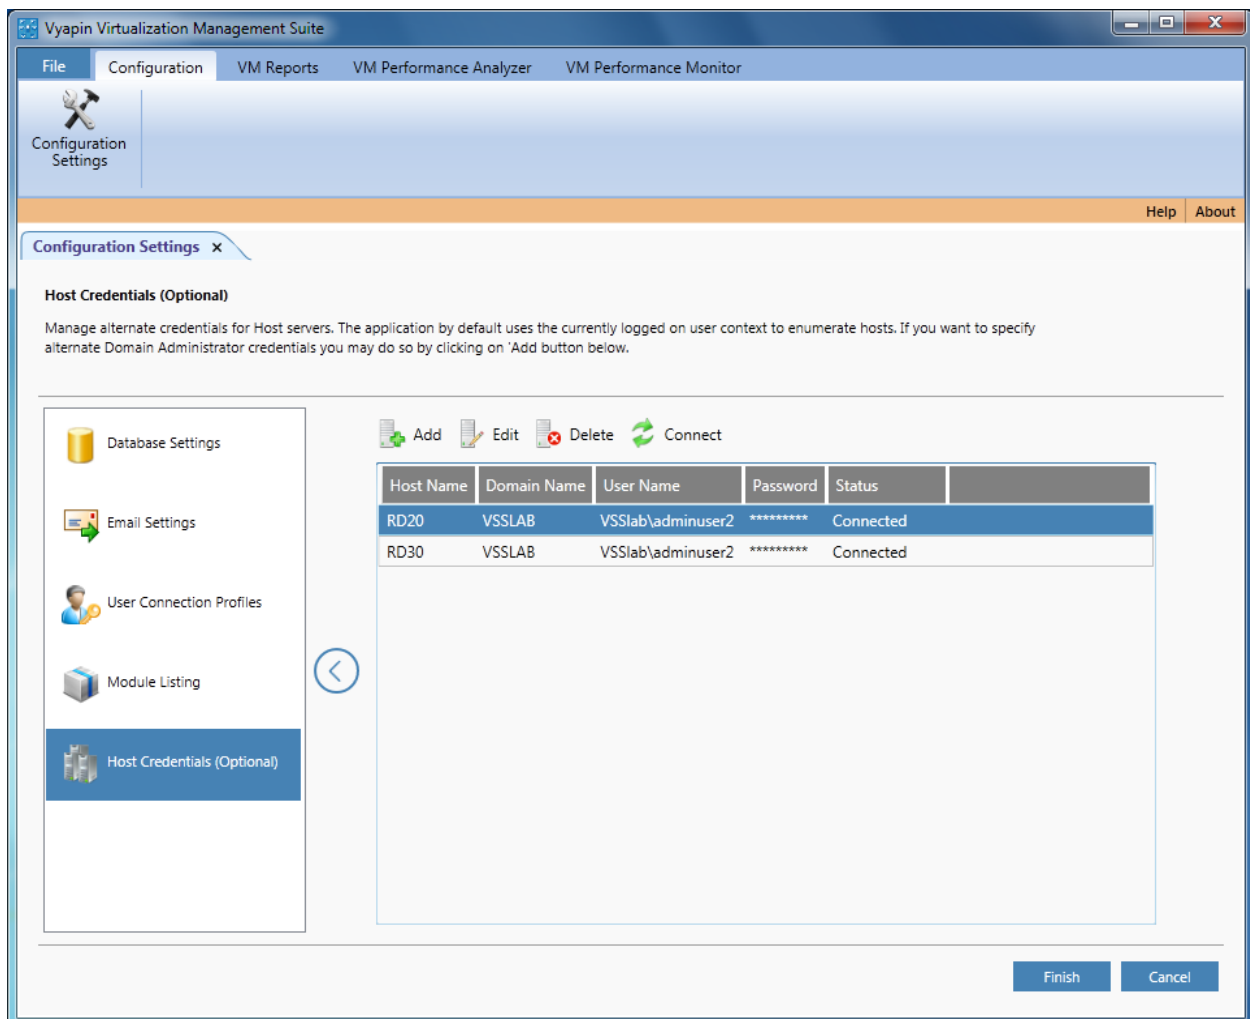 Vyapin Virtualization Management Suite
File Configuration VM Reports VM Performance Analyzer VM Performance Monitor
Configuration
Settings
Help About
Configuration Settings x
Host Credentials (Optional)
Manage alternate credentials for Host servers. The application by default uses the currently logged on user context to enumerate hosts. If you want to specify
alternate Domain Administrator credentials you may do so by clicking on 'Add button below.
Database Settings
Email Settings
User Connection Profiles
Module Listing
Host Credentials (Optional)
Add Edit Delete Connect
Host Name Domain Name User Name Password Status
RD20 VSSLAB VSSlab\adminuser2 ********* Connected
RD30 VSSLAB VSSlab\adminuser2 ********* Connected
Finish Cancel